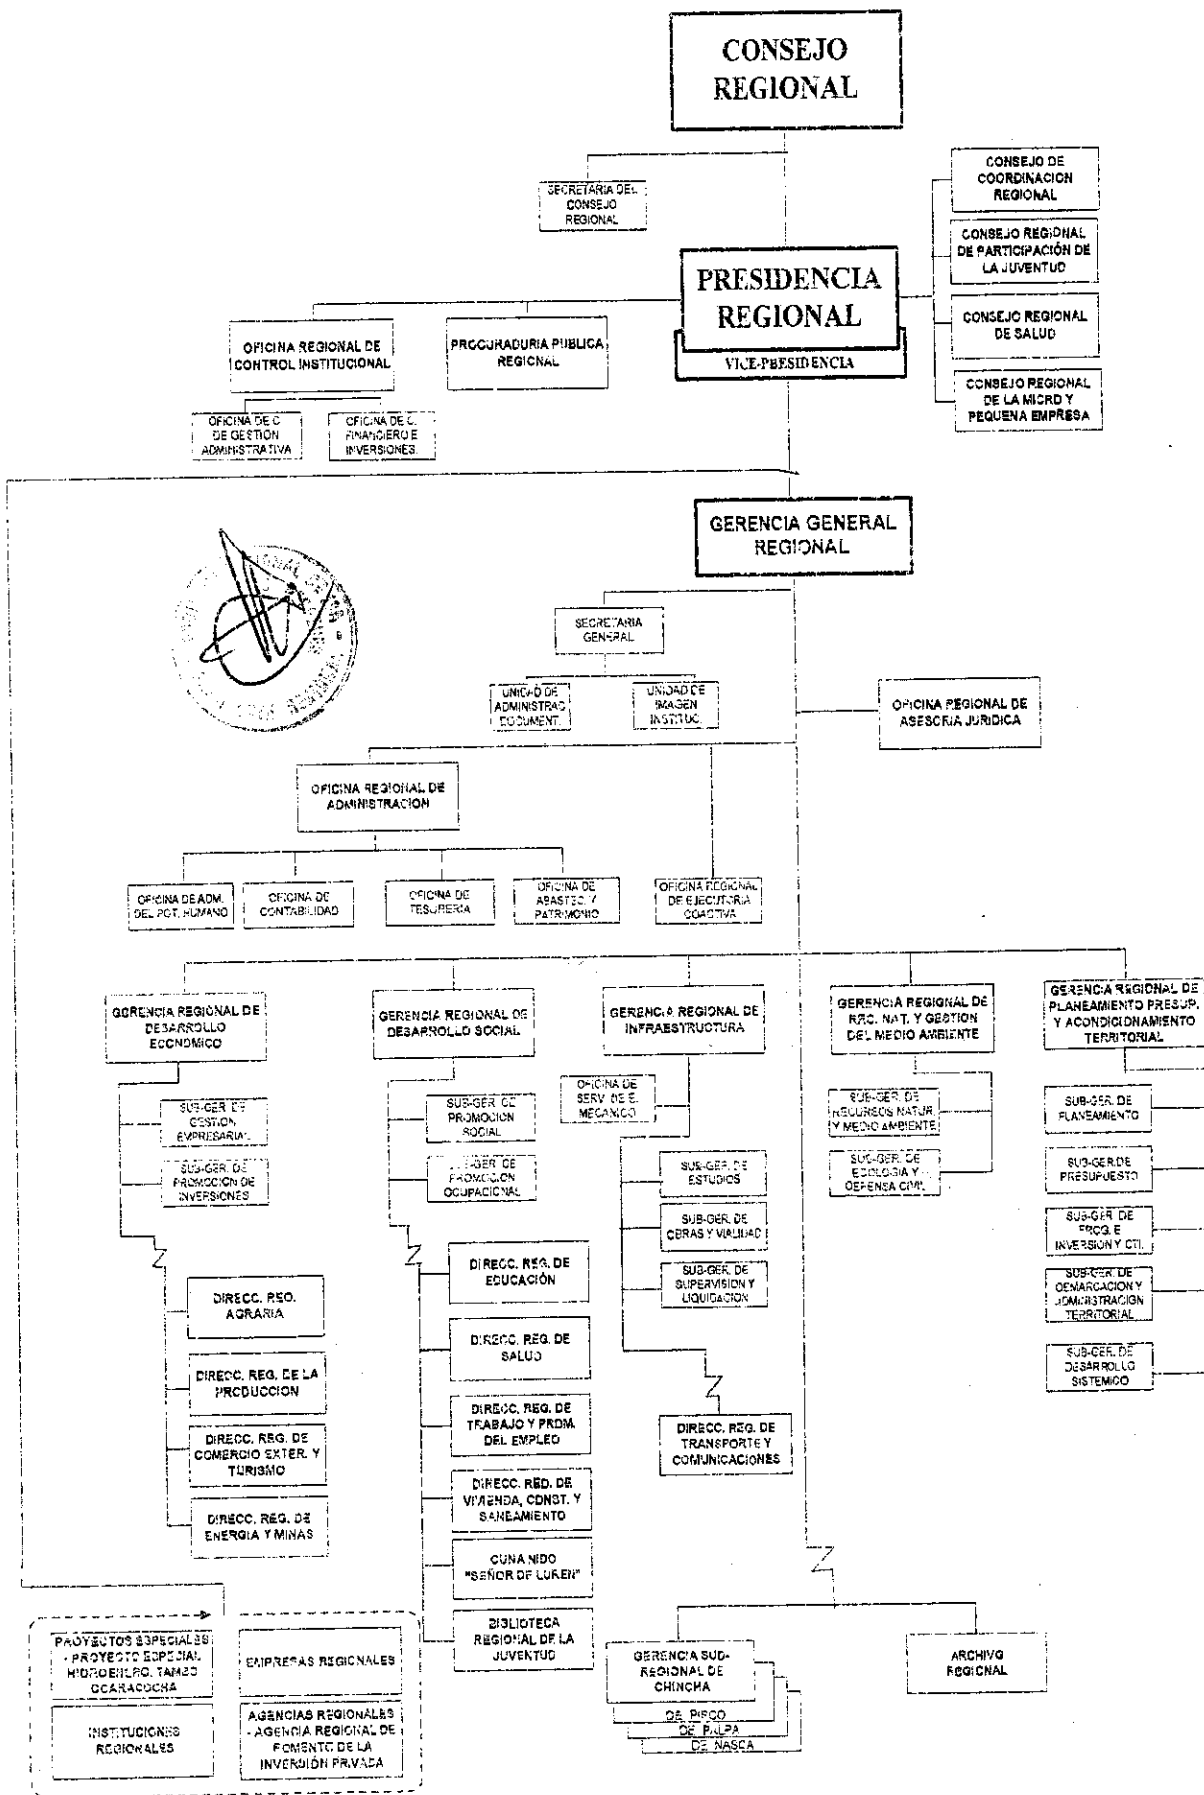 CONSEJO
REGIONAL
SECRETARIA DEL
CONSEJO
REGIONAL
CONSEJO DE
COORDINACION
REGIONAL
CONSEJO REGIONAL
DE PARTICIPACIÓN DE
LA JUVENTUD
CONSEJO REGIONAL
DE SALUD
CONSEJO REGIONAL
DE LA MICRO Y
PEQUEÑA EMPRESA
PRESIDENCIA
REGIONAL
VICE-PRESIDENCIA
OFICINA REGIONAL DE
CONTROL INSTITUCIONAL
PROCURADURIA PUBLICA
REGIONAL
OFICINA DE C.
DE GESTIÓN
ADMINISTRATIVA
OFICINA DE C.
FINANCIERO E
INVERSIONES.
GERENCIA GENERAL
REGIONAL
SECRETARIA
GENERAL
UNIDAD DE
ADMINISTRAC
DOCUMENT.
UNIDAD DE
IMAGEN
INSTITUC.
OFICINA REGIONAL DE
ASESORIA JURIDICA
OFICINA REGIONAL DE
ADMINISTRACION
OFICINA DE ADM.
DEL POT. HUMANO
OFICINA DE
CONTABILIDAD
OFICINA DE
TESORERIA
OFICINA DE
ABASTEC. Y
PATRIMONIO
OFICINA REGIONAL
DE EJECUTORIA
COACTIVA
GERENCIA REGIONAL DE
DESARROLLO
ECONOMICO
GERENCIA REGIONAL DE
DESARROLLO SOCIAL
GERENCIA REGIONAL DE
INFRAESTRUCTURA
GERENCIA REGIONAL DE
RRC. NAT. Y GESTION
DEL MEDIO AMBIENTE
GERENCIA REGIONAL DE
PLANEAMIENTO PRESUP.
Y ACONDICIONAMIENTO
TERRITORIAL
SUB-GER. DE
GESTION
EMPRESARIAL
SUB-GER. DE
PROMOCION DE
INVERSIONES
DIRECC. REG.
AGRARIA
DIRECC. REG. DE LA
PRODUCCION
DIRECC. REG. DE
COMERCIO EXTER. Y
TURISMO
DIRECC. REG. DE
ENERGIA Y MINAS
SUB-GER. DE
PROMOCION
SOCIAL
SUB-GER. DE
PROMOCION
OCUPACIONAL
DIRECC. REG. DE
EDUCACIÓN
DIRECC. REG. DE
SALUD
DIRECC. REG. DE
TRABAJO Y PROM.
DEL EMPLEO
DIRECC. REG. DE
VIVIENDA, CONST. Y
SANEAMIENTO
CUNA NIDO
"SEÑOR DE LUREN"
BIBLIOTECA
REGIONAL DE LA
JUVENTUD
OFICINA DE
SERV. DE E.
MECANICO
SUB-GER. DE
ESTUDIOS
SUB-GER. DE
OBRAS Y VIALIDAD
SUB-GER. DE
SUPERVISION Y
LIQUIDACION
DIRECC. REG. DE
TRANSPORTE Y
COMUNICACIONES
SUB-GER. DE
RECURSOS NATUR.
Y MEDIO AMBIENTE
SUB-GER. DE
ECOLOGIA Y
DEFENSA CIVIL
SUB-GER. DE
PLANEAMIENTO
SUB-GER. DE
PRESUPUESTO
SUB-GER. DE
PROG. E
INVERSION Y CTI.
SUB-GER. DE
DEMARCACION Y
ADMINISTRACION
TERRITORIAL
SUB-GER. DE
DESARROLLO
SISTEMICO
PROYECTOS ESPECIALES
- PROYECTO ESPECIAL
TAMBO
CCARACOCHA
EMPRESAS REGIONALES
INSTITUCIONES
REGIONALES
AGENCIAS REGIONALES
- AGENCIA REGIONAL DE
FOMENTO DE LA
INVERSIÓN PRIVADA
GERENCIA SUB-
REGIONAL DE
CHINCHA
DE PISCO
DE PALPA
DE NASCA
ARCHIVO
REGIONAL